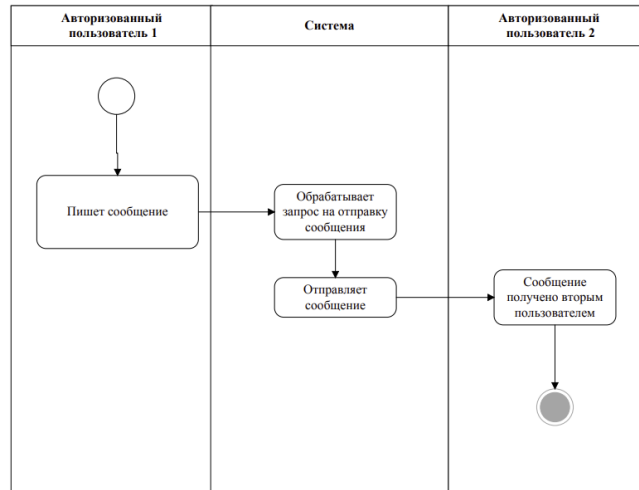 Авторизованный
пользователь 1
Система
Авторизованный
пользователь 2
Пишет сообщение
Обрабатывает
запрос на отправку
сообщения
Отправляет
сообщение
Сообщение
получено вторым
пользователем